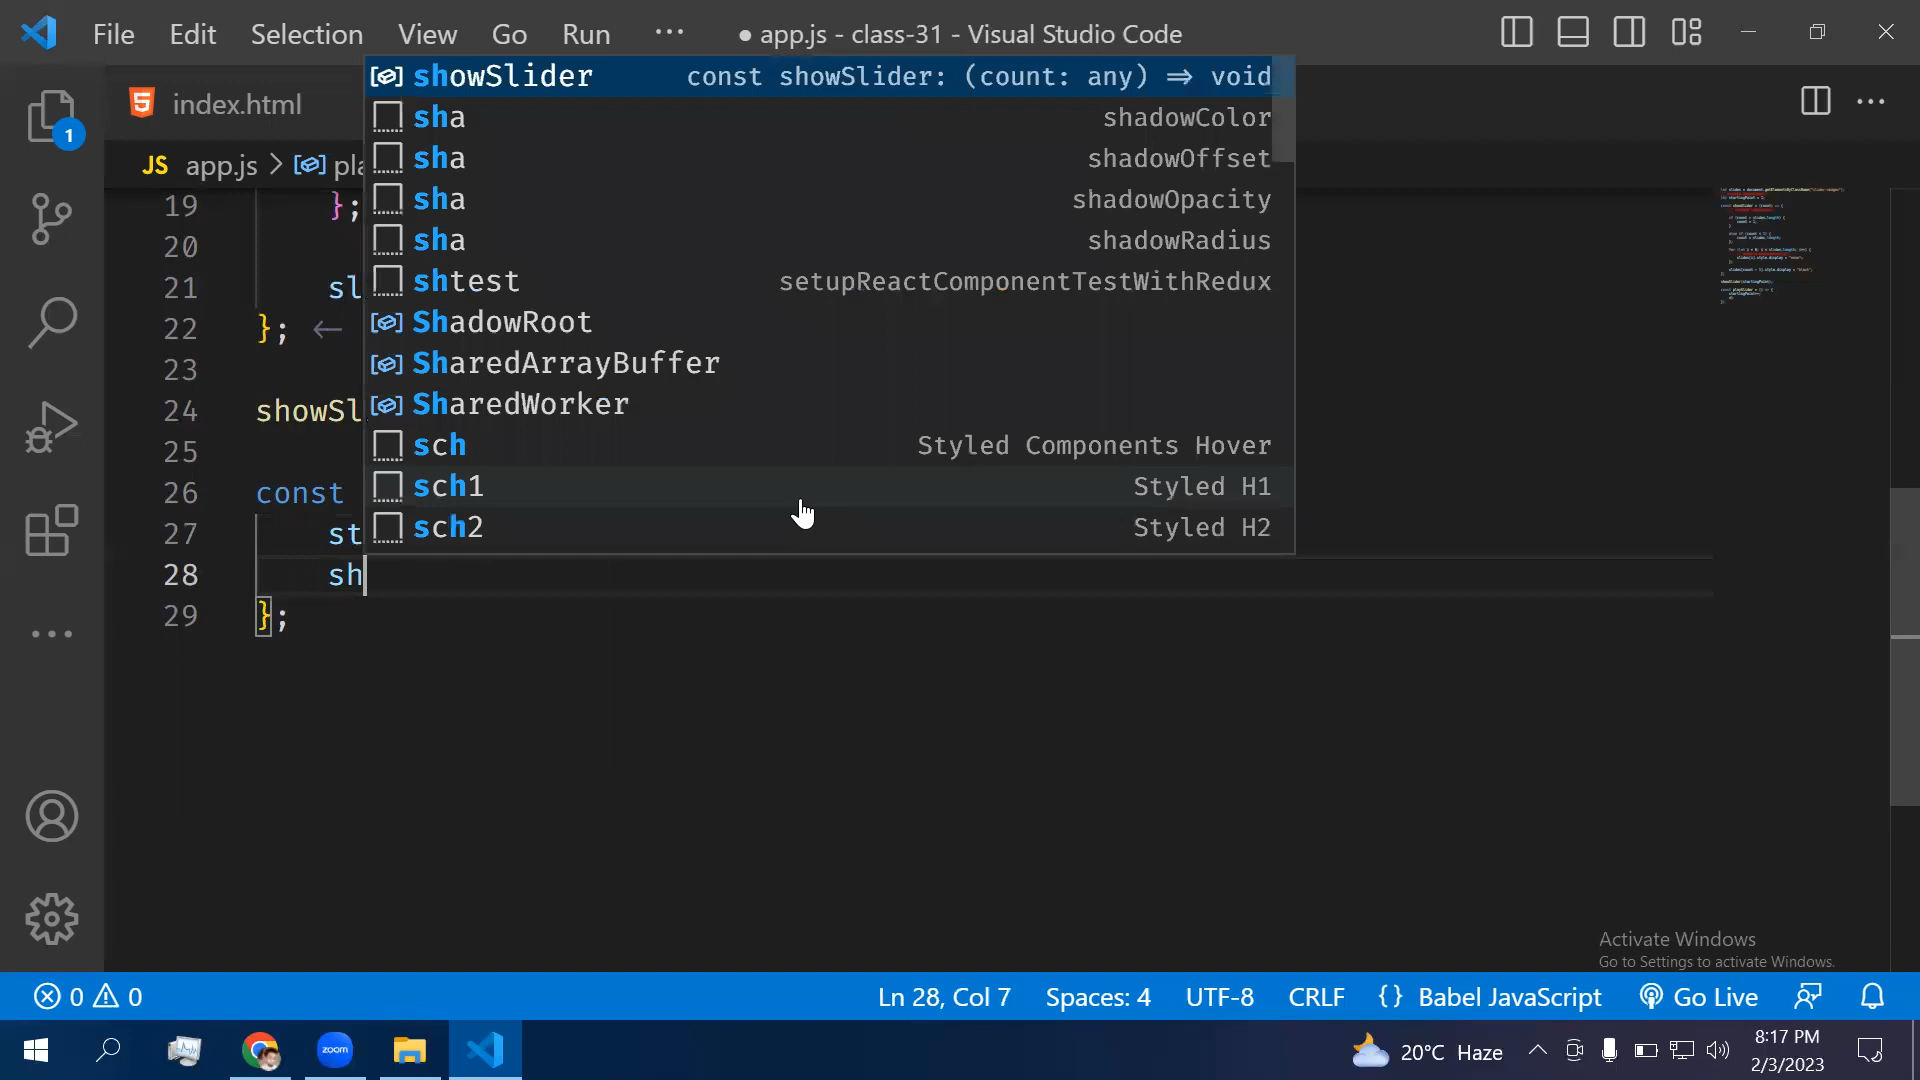 File Edit Selection View Go Run ··· ● app.js - class-31 - Visual Studio Code
index.html
JS app.js > pla
showSlider const showSlider: (count: any) ⇒ void
sha shadowColor
sha shadowOffset
sha shadowOpacity
sha shadowRadius
shtest setupReactComponentTestWithRedux
ShadowRoot
SharedArrayBuffer
SharedWorker
sch Styled Components Hover
sch1 Styled H1
sch2 Styled H2
19 };
20
21 sl
22 }; ←
23
24 showSl
25
26 const
27 st
28 sh
29 };
1
Activate Windows
Go to Settings to activate Windows.
0 0 Ln 28, Col 7 Spaces: 4 UTF-8 CRLF {} Babel JavaScript Go Live
zoom 20°C Haze 8:17 PM
2/3/2023